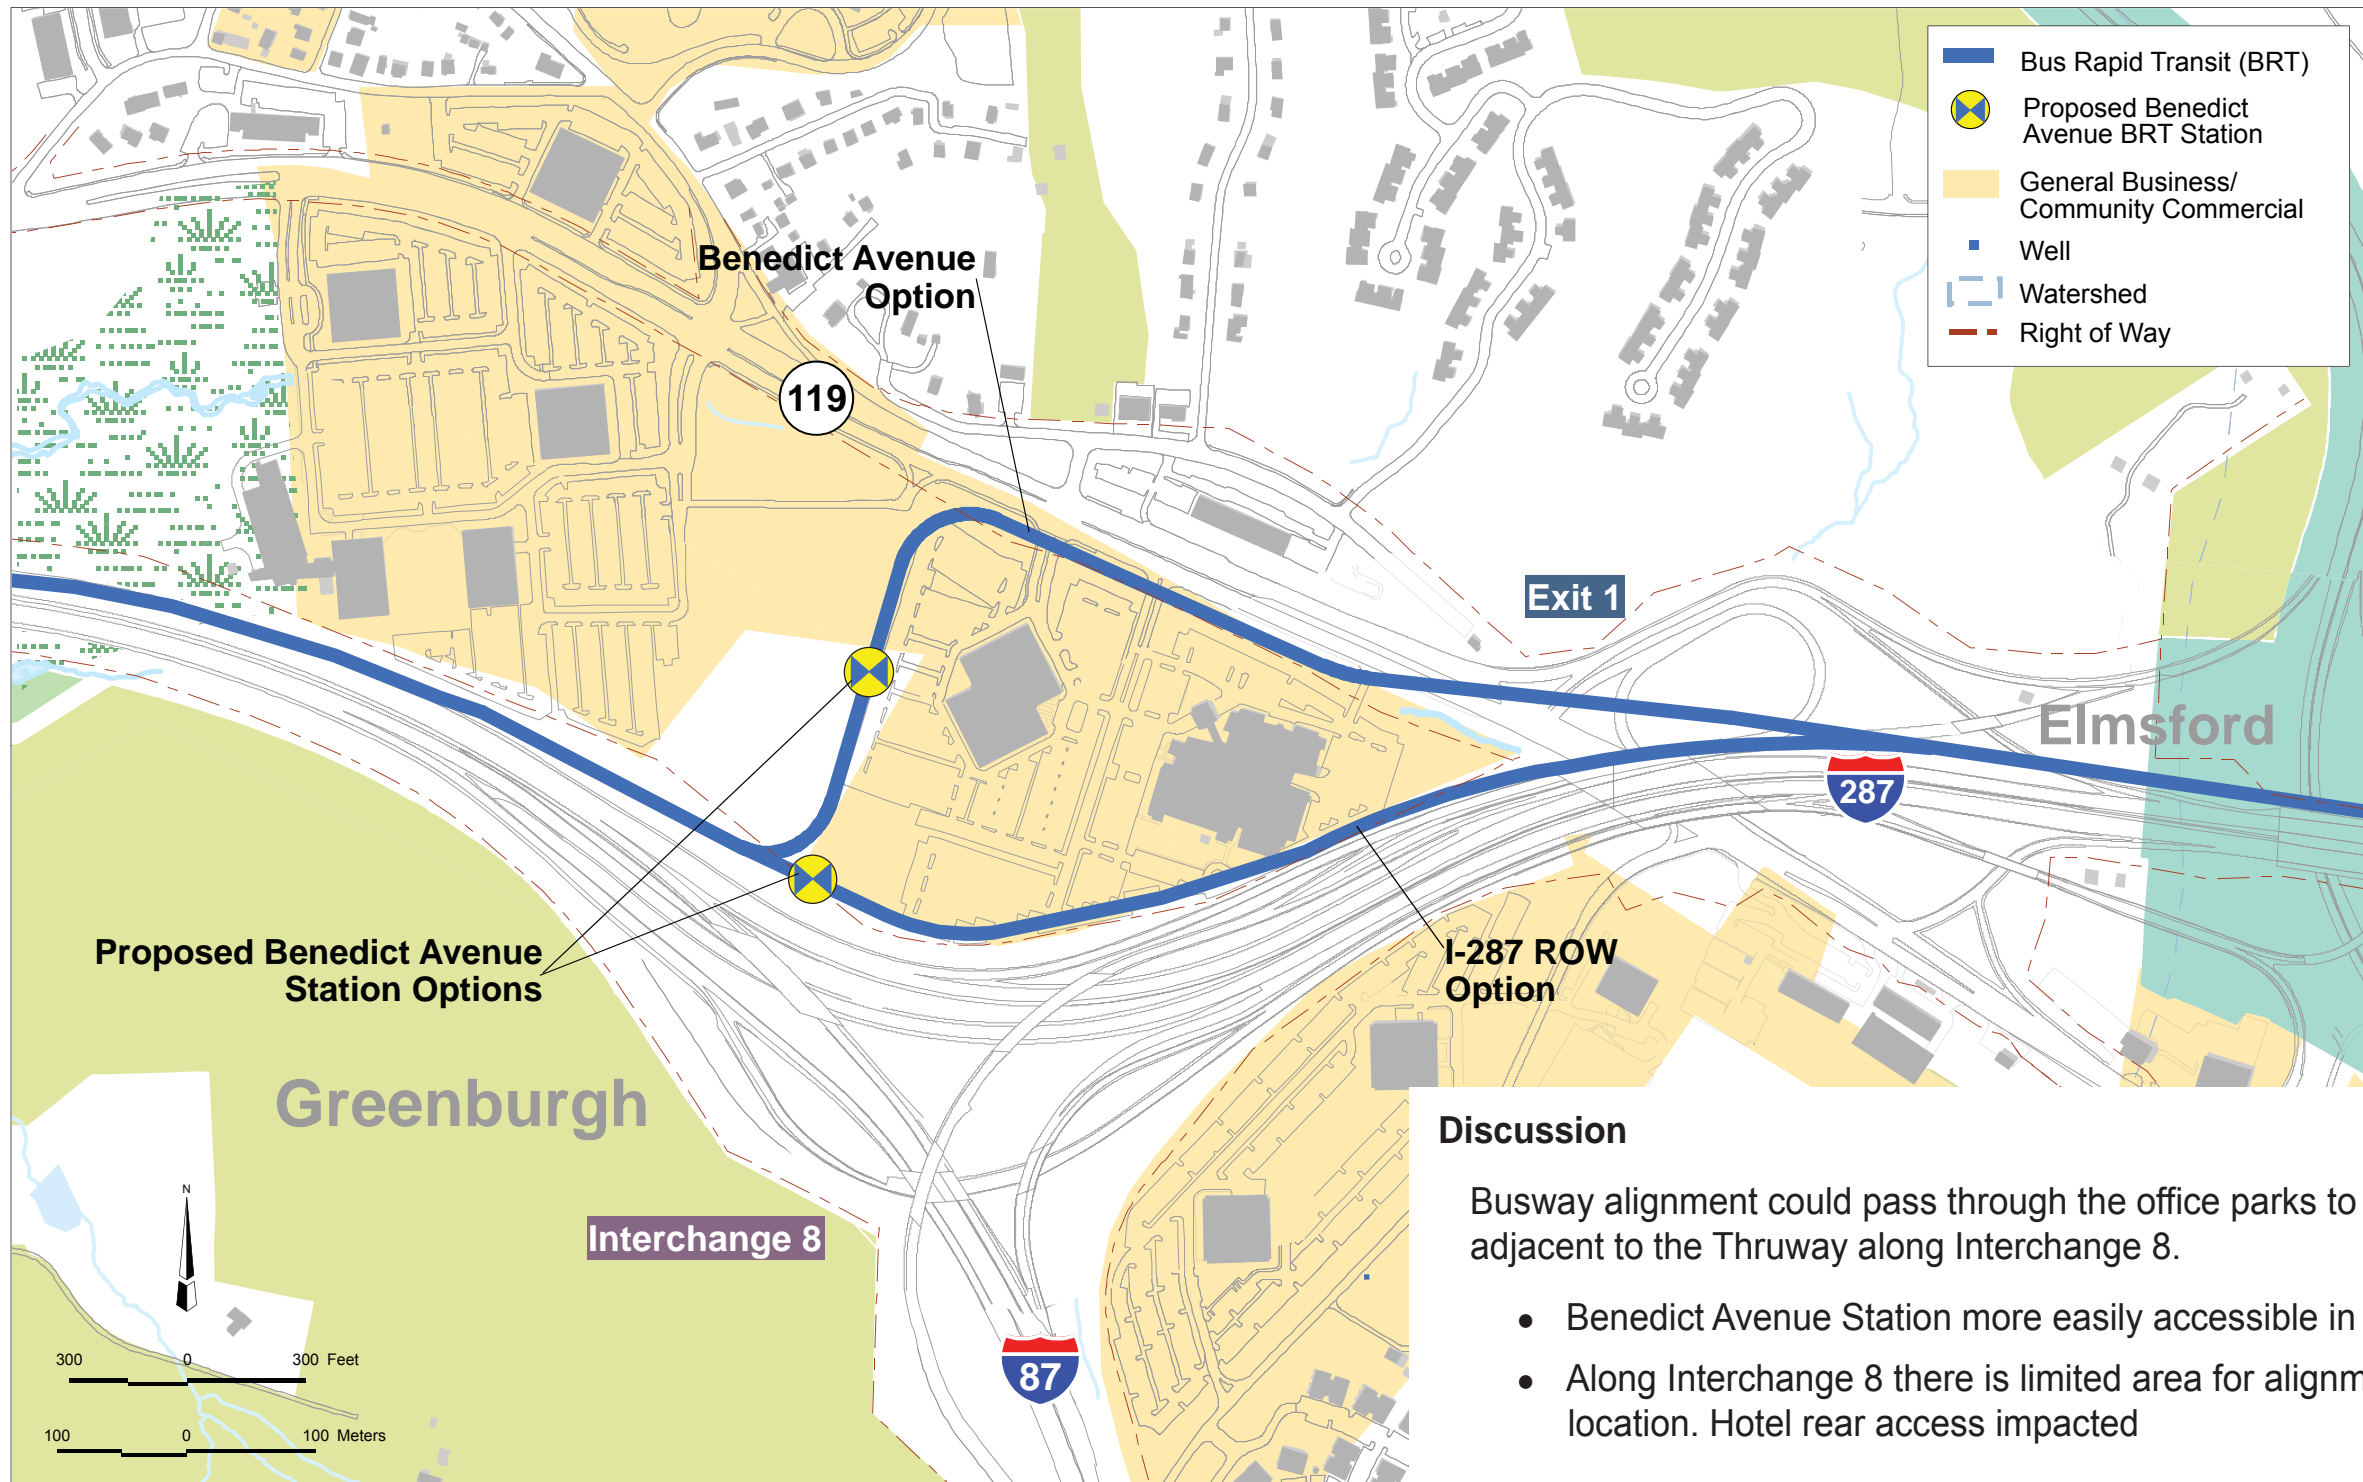 Bus Rapid Transit (BRT)
Proposed Benedict
Avenue BRT Station
General Business/
Community Commercial
Well
Watershed
Right of Way
Benedict Avenue
Option
119
Exit 1
Elmsford
287
Proposed Benedict Avenue
Station Options
I-287 ROW
Option
Greenburgh
Interchange 8
87
N
300 0 300 Feet
100 0 100 Meters
Discussion
Busway alignment could pass through the office parks to
adjacent to the Thruway along Interchange 8.
• Benedict Avenue Station more easily accessible in
• Along Interchange 8 there is limited area for alignm
location. Hotel rear access impacted